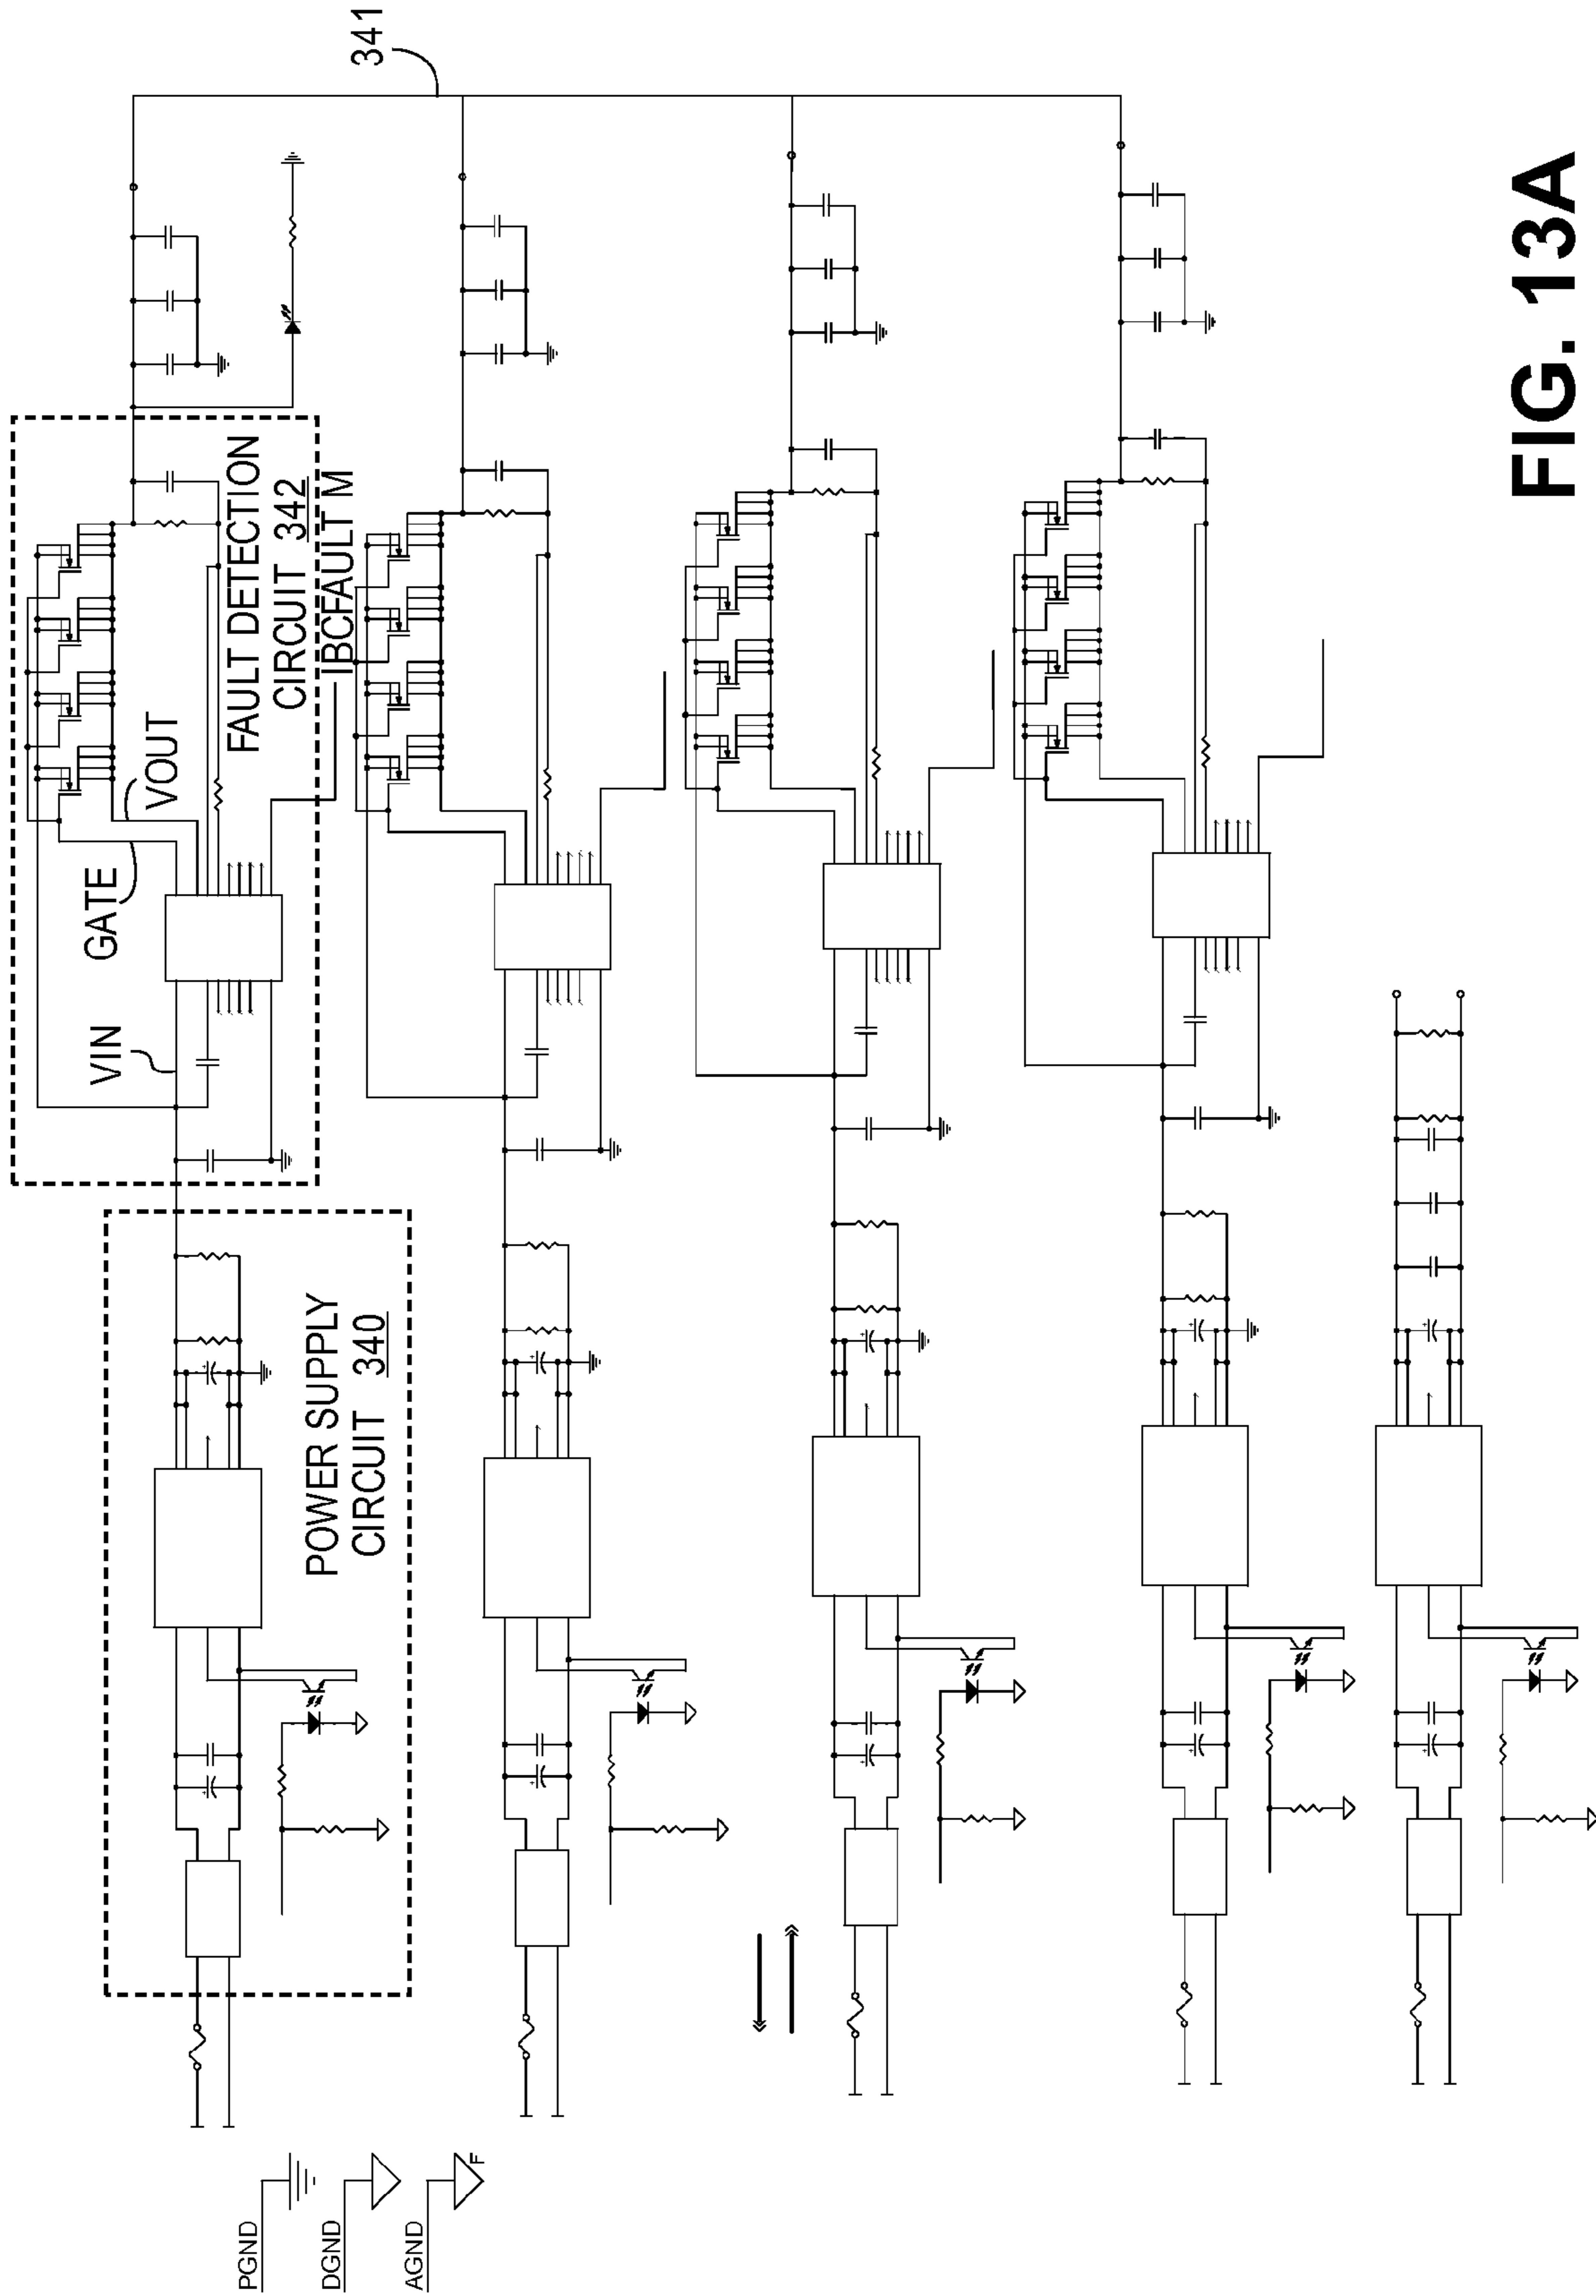 341
FAULT DETECTION
CIRCUIT 342
IBCFAULT M
VOUT
GATE
VIN
POWER SUPPLY
CIRCUIT 340
PGND
DGND
AGND
F
FIG. 13A